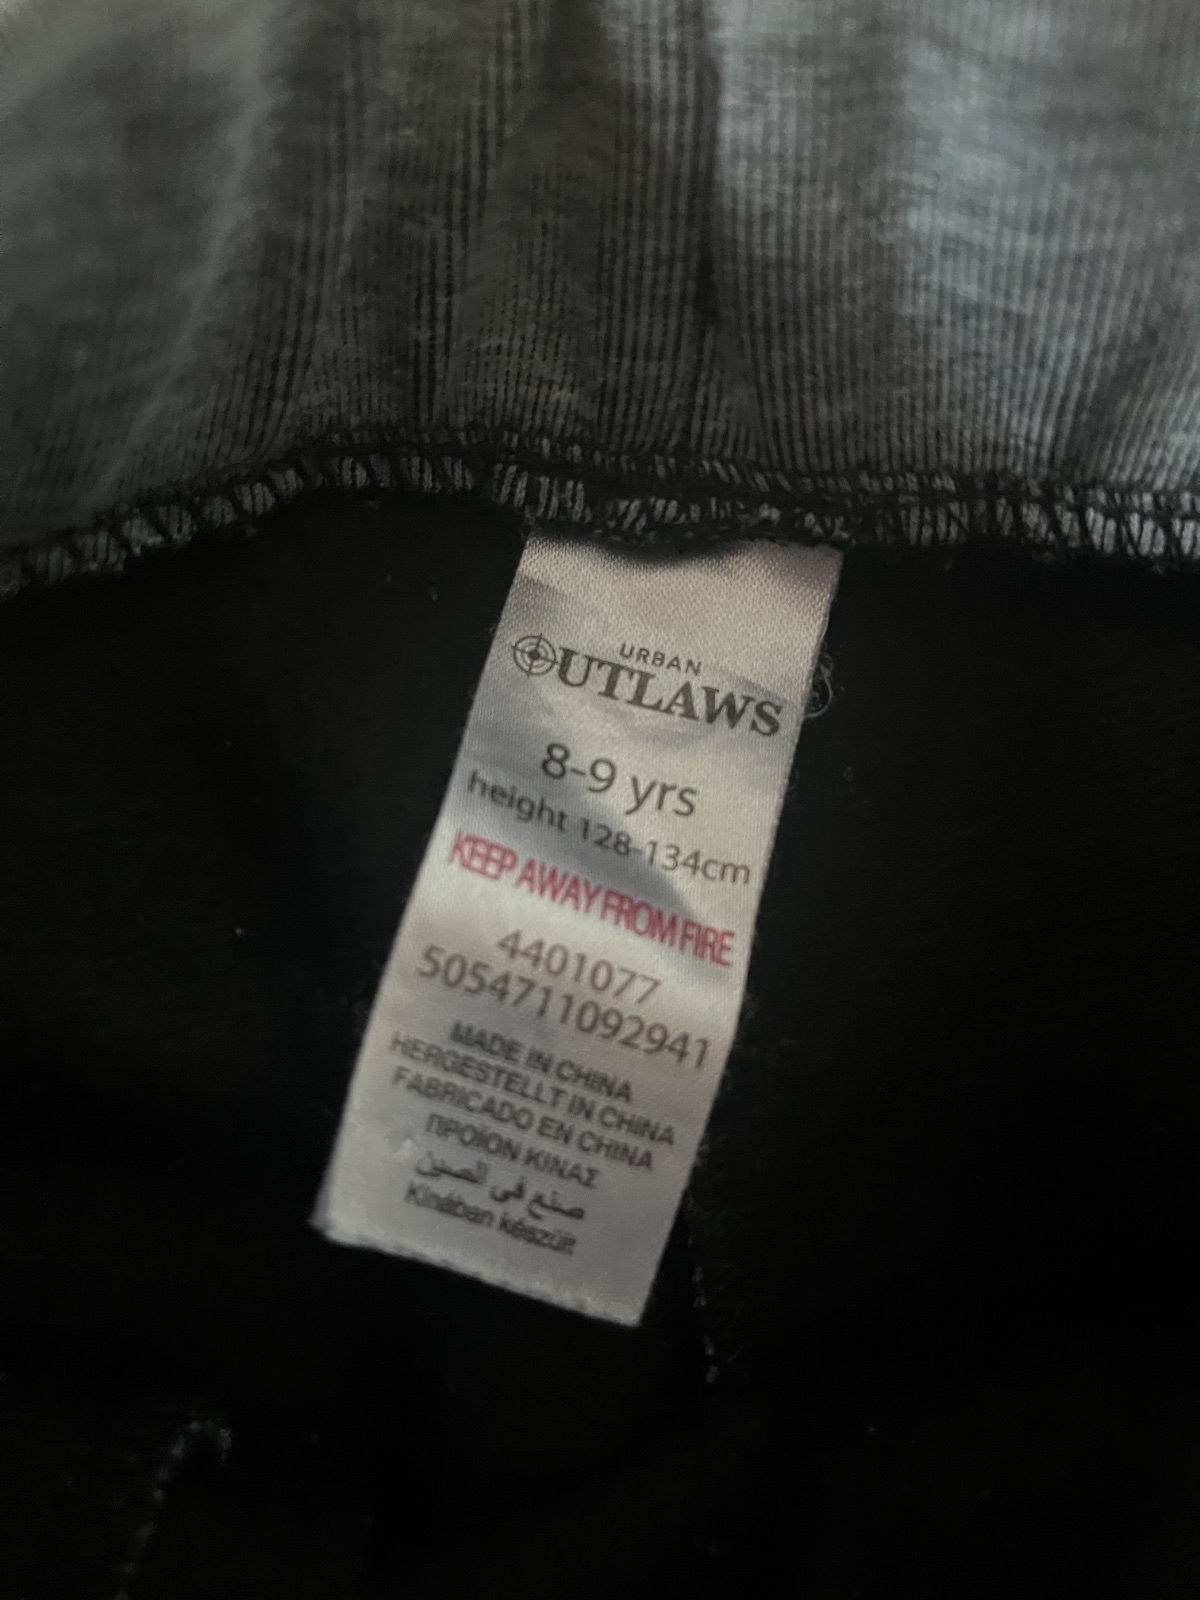 URBAN
OUTLAWS
8-9 yrs
height 128-134cm
KEEP AWAY FROM FIRE
4401077
5054711092941
MADE IN CHINA
HERGESTELLT IN CHINA
FABRICADO EN CHINA
ΠΡΟΪΟΝ ΚΙΝΑΣ
صنع في الصين
Kínában készült